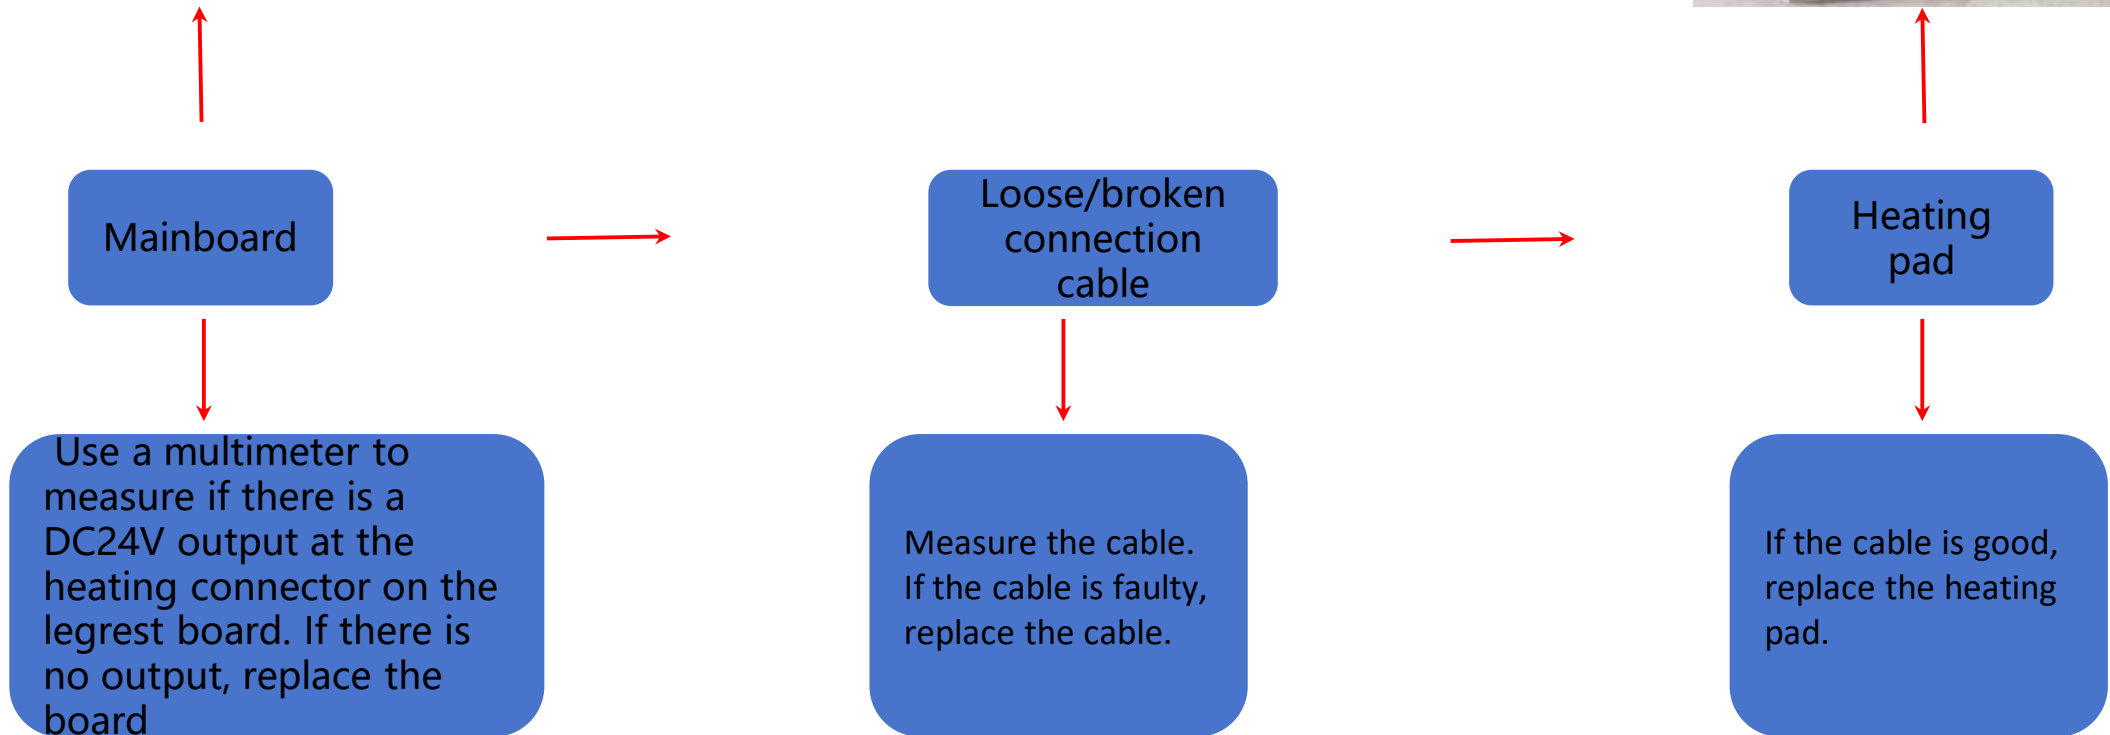 Mainboard
Loose/broken
connection
cable
Heating
pad
Use a multimeter to
measure if there is a
DC24V output at the
heating connector on the
legrest board. If there is
no output, replace the
board
Measure the cable.
If the cable is faulty,
replace the cable.
If the cable is good,
replace the heating
pad.